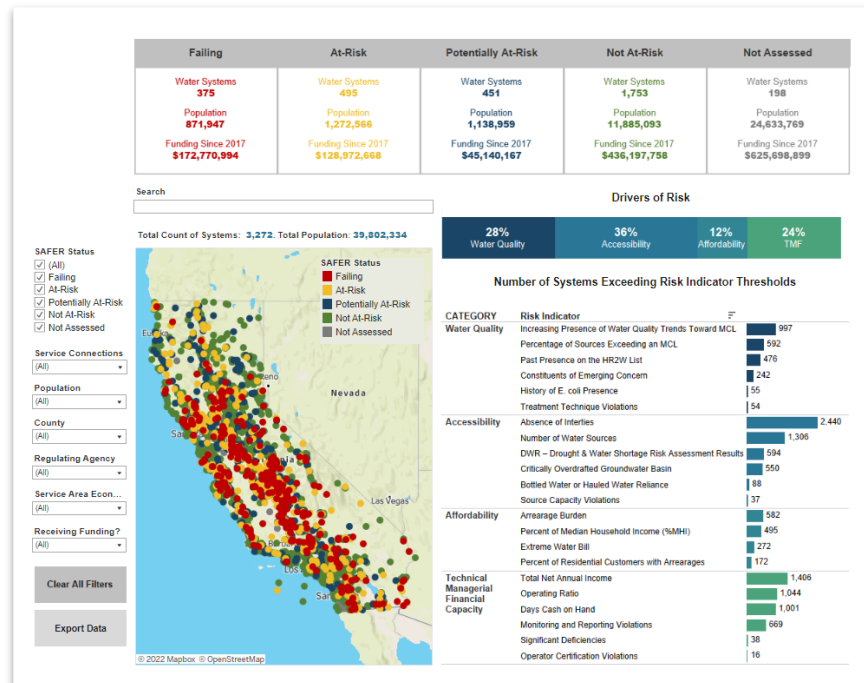 Failing
At-Risk
Potentially At-Risk
Not At-Risk
Not Assessed
Water Systems
375
Population
871,947
Funding Since 2017
$172,770,994
Water Systems
495
Population
1,272,566
Funding Since 2017
$128,972,668
Water Systems
451
Population
1,138,959
Funding Since 2017
$45,140,167
Water Systems
1,753
Population
11,885,093
Funding Since 2017
$436,197,758
Water Systems
198
Population
24,633,769
Funding Since 2017
$625,698,899
Search
Total Count of Systems: 3,272. Total Population: 39,802,334
SAFER Status
(All)
Failing
At-Risk
Potentially At-Risk
Not At-Risk
Not Assessed
Service Connections
(All)
Population
(All)
County
(All)
Regulating Agency
(All)
Service Area Econ...
(All)
Receiving Funding?
(All)
Clear All Filters
Export Data
SAFER Status
Failing
At-Risk
Potentially At-Risk
Not At-Risk
Not Assessed
Nevada
Las Vegas
© 2022 Mapbox © OpenStreetMap
Drivers of Risk
28%
Water Quality
36%
Accessibility
12%
Affordability
24%
TMF
Number of Systems Exceeding Risk Indicator Thresholds
CATEGORY Risk Indicator
Water Quality Increasing Presence of Water Quality Trends Toward MCL 997
Percentage of Sources Exceeding an MCL 592
Past Presence on the HR2W List 476
Constituents of Emerging Concern 242
History of E. coli Presence 55
Treatment Technique Violations 54
Accessibility Absence of Interties 2,440
Number of Water Sources 1,306
DWR – Drought & Water Shortage Risk Assessment Results 594
Critically Overdrafted Groundwater Basin 550
Bottled Water or Hauled Water Reliance 88
Source Capacity Violations 37
Affordability Arrearage Burden 582
Percent of Median Household Income (%MHI) 495
Extreme Water Bill 272
Percent of Residential Customers with Arrearages 172
Technical Total Net Annual Income 1,406
Managerial Operating Ratio 1,044
Financial
Capacity Days Cash on Hand 1,001
Monitoring and Reporting Violations 669
Significant Deficiencies 38
Operator Certification Violations 16